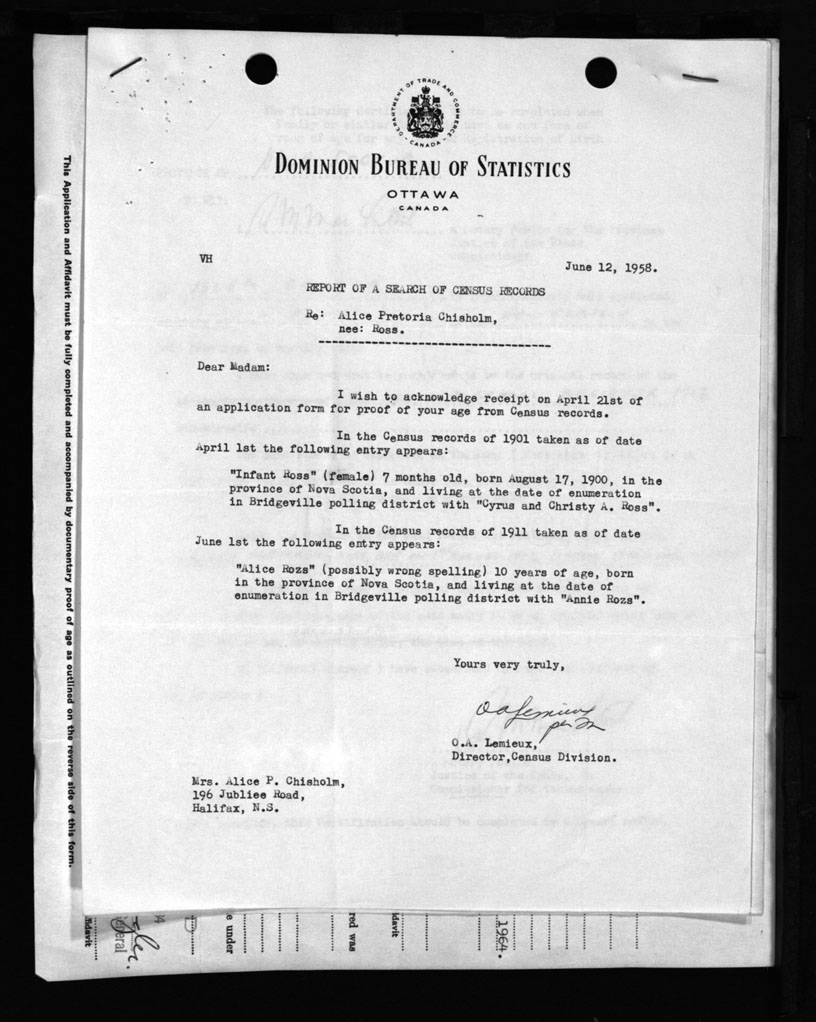 DEPARTMENT OF TRADE AND COMMERCE
CANADA
DOMINION BUREAU OF STATISTICS
OTTAWA
CANADA
VH
June 12, 1958.
REPORT OF A SEARCH OF CENSUS RECORDS
Re: Alice Pretoria Chisholm,
nee: Ross.
Dear Madam:
I wish to acknowledge receipt on April 21st of
an application form for proof of your age from Census records.
In the Census records of 1901 taken as of date
April 1st the following entry appears:
"Infant Ross" (female) 7 months old, born August 17, 1900, in the
province of Nova Scotia, and living at the date of enumeration
in Bridgeville polling district with "Cyrus and Christy A. Ross".
In the Census records of 1911 taken as of date
June 1st the following entry appears:
"Alice Rozs" (possibly wrong spelling) 10 years of age, born
in the province of Nova Scotia, and living at the date of
enumeration in Bridgeville polling district with "Annie Rozs".
Yours very truly,
O A Lemieux
per
O.A. Lemieux,
Director,Census Division.
Mrs. Alice P. Chisholm,
196 Jubliee Road,
Halifax, N.S.
This Application and Affidavit must be fully completed and accompanied by documentary proof of age as outlined on the reverse side of this form.
e under
red was
1964.